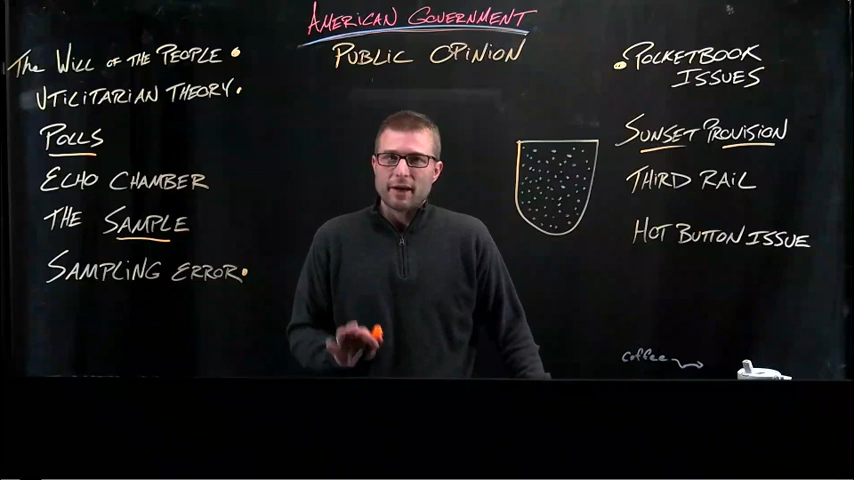 AMERICAN GOVERNMENT
PUBLIC OPINION
The WILL OF THE PEOPLE
UTILITARIAN THEORY
POLLS
ECHO CHAMBER
THE SAMPLE
SAMPLING ERROR
POCKETBOOK
ISSUES
SUNSET PROVISION
THIRD RAIL
HOT BUTTON ISSUE
coffee